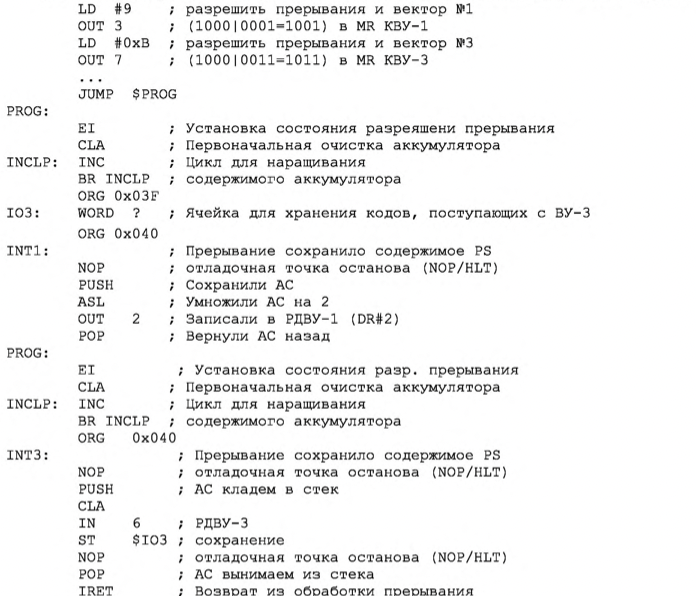 LD #9 ; разрешить прерывания и вектор №1
OUT 3 ; (1000|0001=1001) в MR КВУ-1
LD #0xB ; разрешить прерывания и вектор №3
OUT 7 ; (1000|0011=1011) в MR КВУ-3
...
JUMP $PROG
PROG:
EI ; Установка состояния разреяшени прерывания
CLA ; Первоначальная очистка аккумулятора
INCLP: INC ; Цикл для наращивания
BR INCLP ; содержимого аккумулятора
ORG 0x03F
IO3: WORD ? ; Ячейка для хранения кодов, поступающих с ВУ-3
ORG 0x040
INT1: ; Прерывание сохранило содержимое PS
NOP ; отладочная точка останова (NOP/HLT)
PUSH ; Сохранили АС
ASL ; Умножили АС на 2
OUT 2 ; Записали в РДВУ-1 (DR#2)
POP ; Вернули АС назад
PROG:
EI ; Установка состояния разр. прерывания
CLA ; Первоначальная очистка аккумулятора
INCLP: INC ; Цикл для наращивания
BR INCLP ; содержимого аккумулятора
ORG 0x040
INT3: ; Прерывание сохранило содержимое PS
NOP ; отладочная точка останова (NOP/HLT)
PUSH ; АС кладем в стек
CLA
IN 6 ; РДВУ-3
ST $IO3 ; сохранение
NOP ; отладочная точка останова (NOP/HLT)
POP ; АС вынимаем из стека
IRET ; Возврат из обработки прерывания